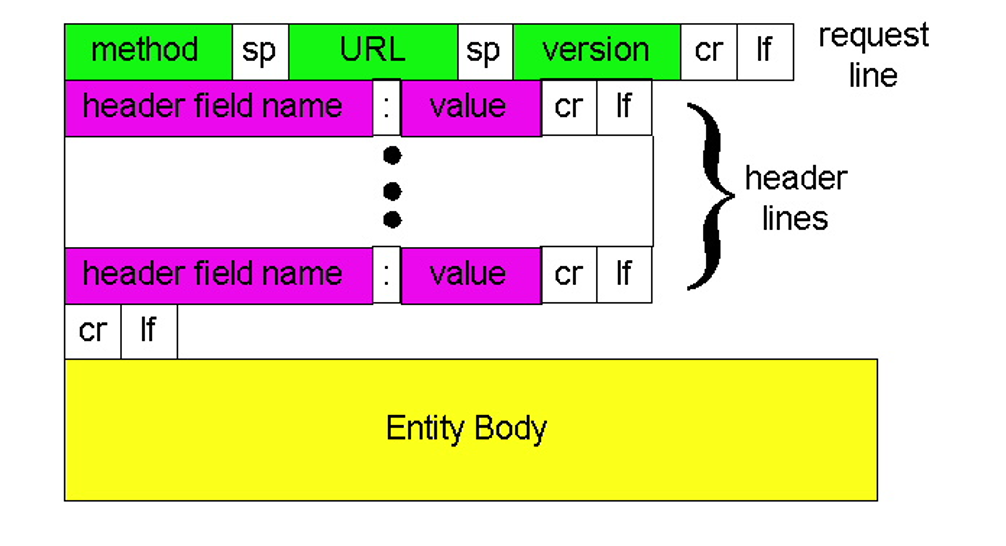 method sp URL sp version cr lf request
line
header field name : value cr lf
header
lines
header field name : value cr lf
cr lf
Entity Body